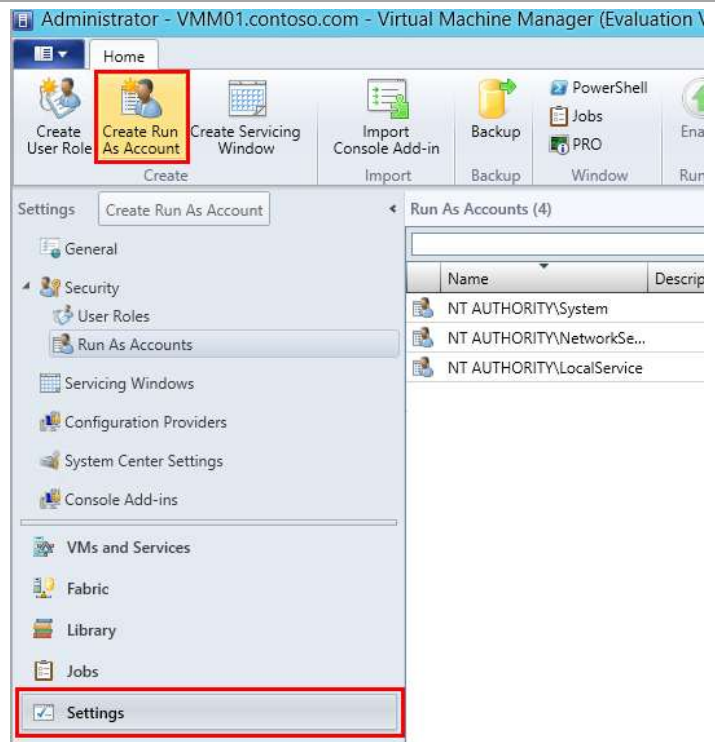 Administrator - VMM01.contoso.com - Virtual Machine Manager (Evaluation
Home
Create User Role
Create Run As Account
Create Servicing Window
Import Console Add-in
Backup
PowerShell
Jobs
PRO
Create
Import
Backup
Window
Settings
Create Run As Account
Run As Accounts (4)
General
Name
Security
User Roles
NT AUTHORITY\System
Run As Accounts
NT AUTHORITY\NetworkSe...
NT AUTHORITY\LocalService
Servicing Windows
Configuration Providers
System Center Settings
Console Add-ins
VMs and Services
Fabric
Library
Jobs
Settings